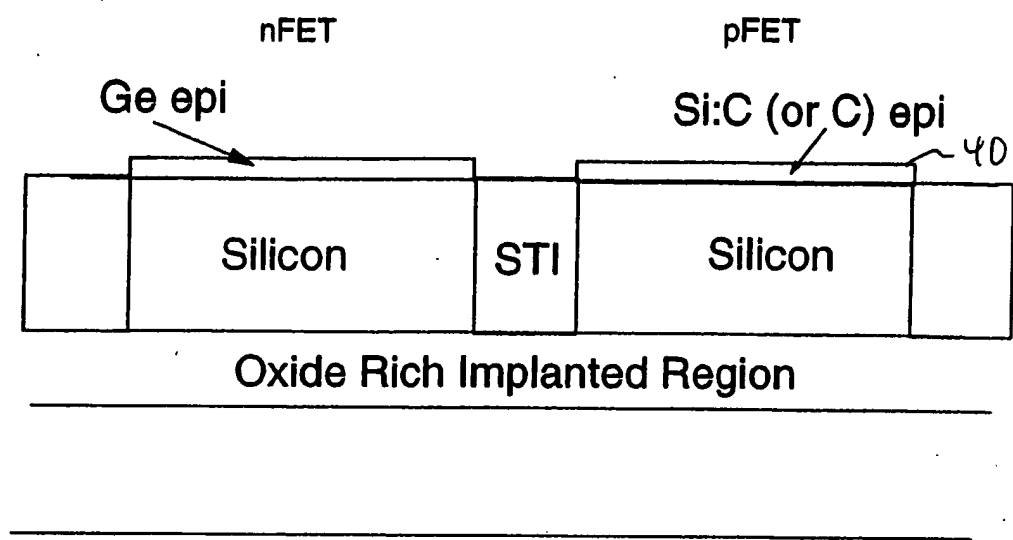 nFET
pFET
Ge epi
Si:C (or C) epi
40
Silicon
STI
Silicon
Oxide Rich Implanted Region